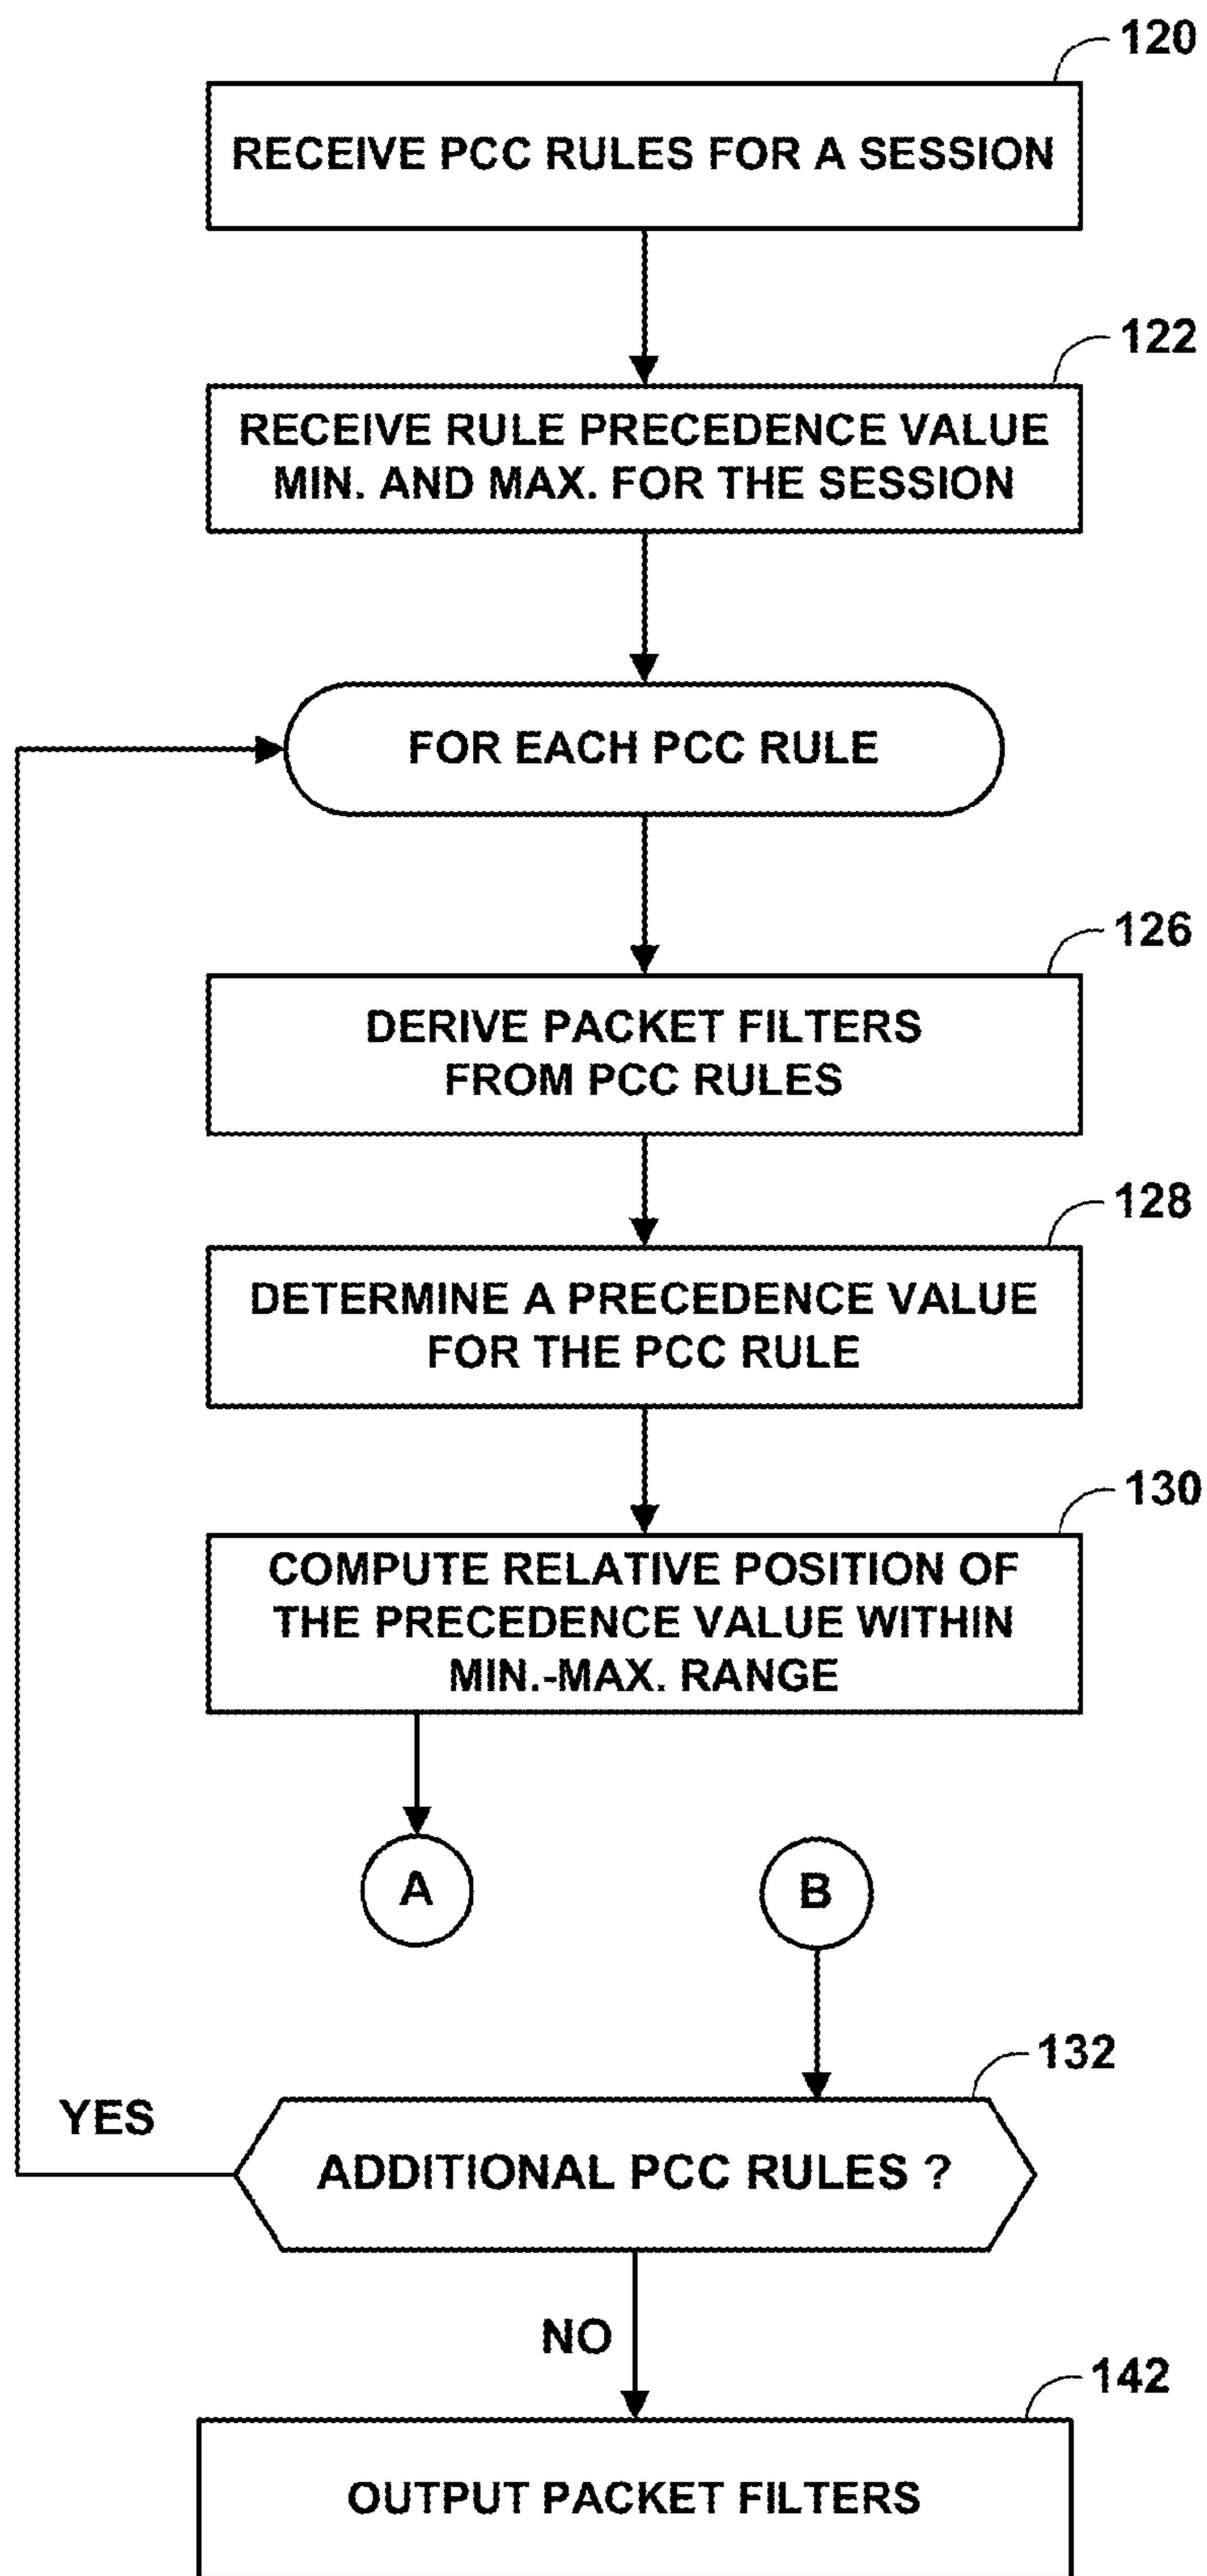 120
RECEIVE PCC RULES FOR A SESSION
122
RECEIVE RULE PRECEDENCE VALUE
MIN. AND MAX. FOR THE SESSION
FOR EACH PCC RULE
126
DERIVE PACKET FILTERS
FROM PCC RULES
128
DETERMINE A PRECEDENCE VALUE
FOR THE PCC RULE
130
COMPUTE RELATIVE POSITION OF
THE PRECEDENCE VALUE WITHIN
MIN.-MAX. RANGE
A
B
132
YES
ADDITIONAL PCC RULES ?
NO
142
OUTPUT PACKET FILTERS